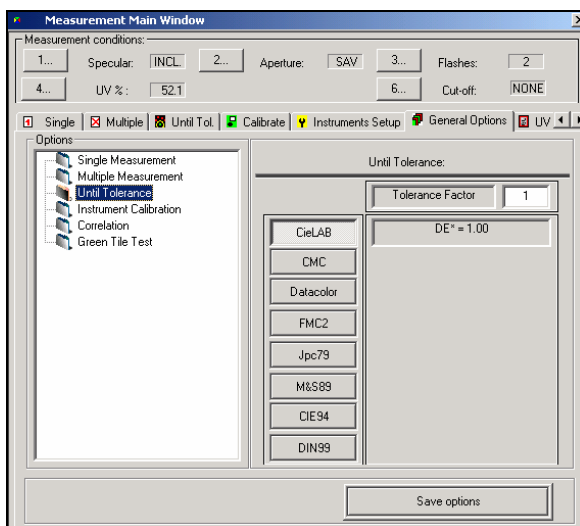 Measurement Main Window
Measurement conditions:
1... Specular: INCL. 2... Aperture: SAV 3... Flashes: 2
4... UV % : 52.1 6... Cut-off: NONE
Single Multiple Until Tol. Calibrate Instruments Setup General Options UV
Options
Single Measurement
Multiple Measurement
Until Tolerance
Instrument Calibration
Correlation
Green Tile Test
Until Tolerance:
Tolerance Factor 1
CieLAB DE* = 1.00
CMC
Datacolor
FMC2
Jpc79
M&S89
CIE94
DIN99
Save options